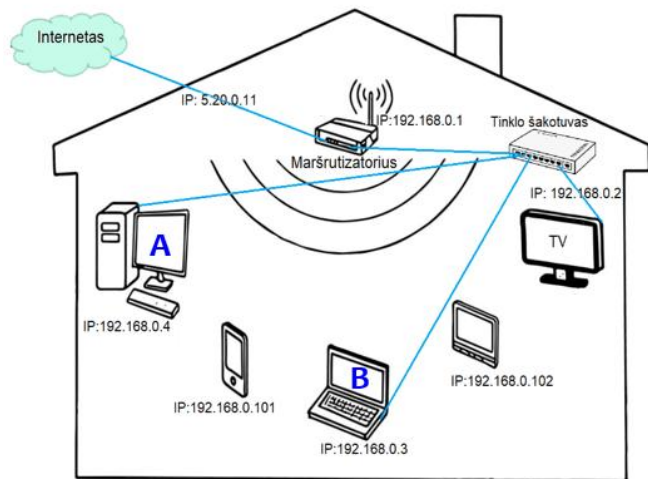 Internetas
IP: 5.20.0.11
IP:192.168.0.1
Tinklo šakotuvas
Maršrutizatorius
IP: 192.168.0.2
A
TV
IP:192.168.0.4
B
IP:192.168.0.102
IP:192.168.0.101
IP:192.168.0.3